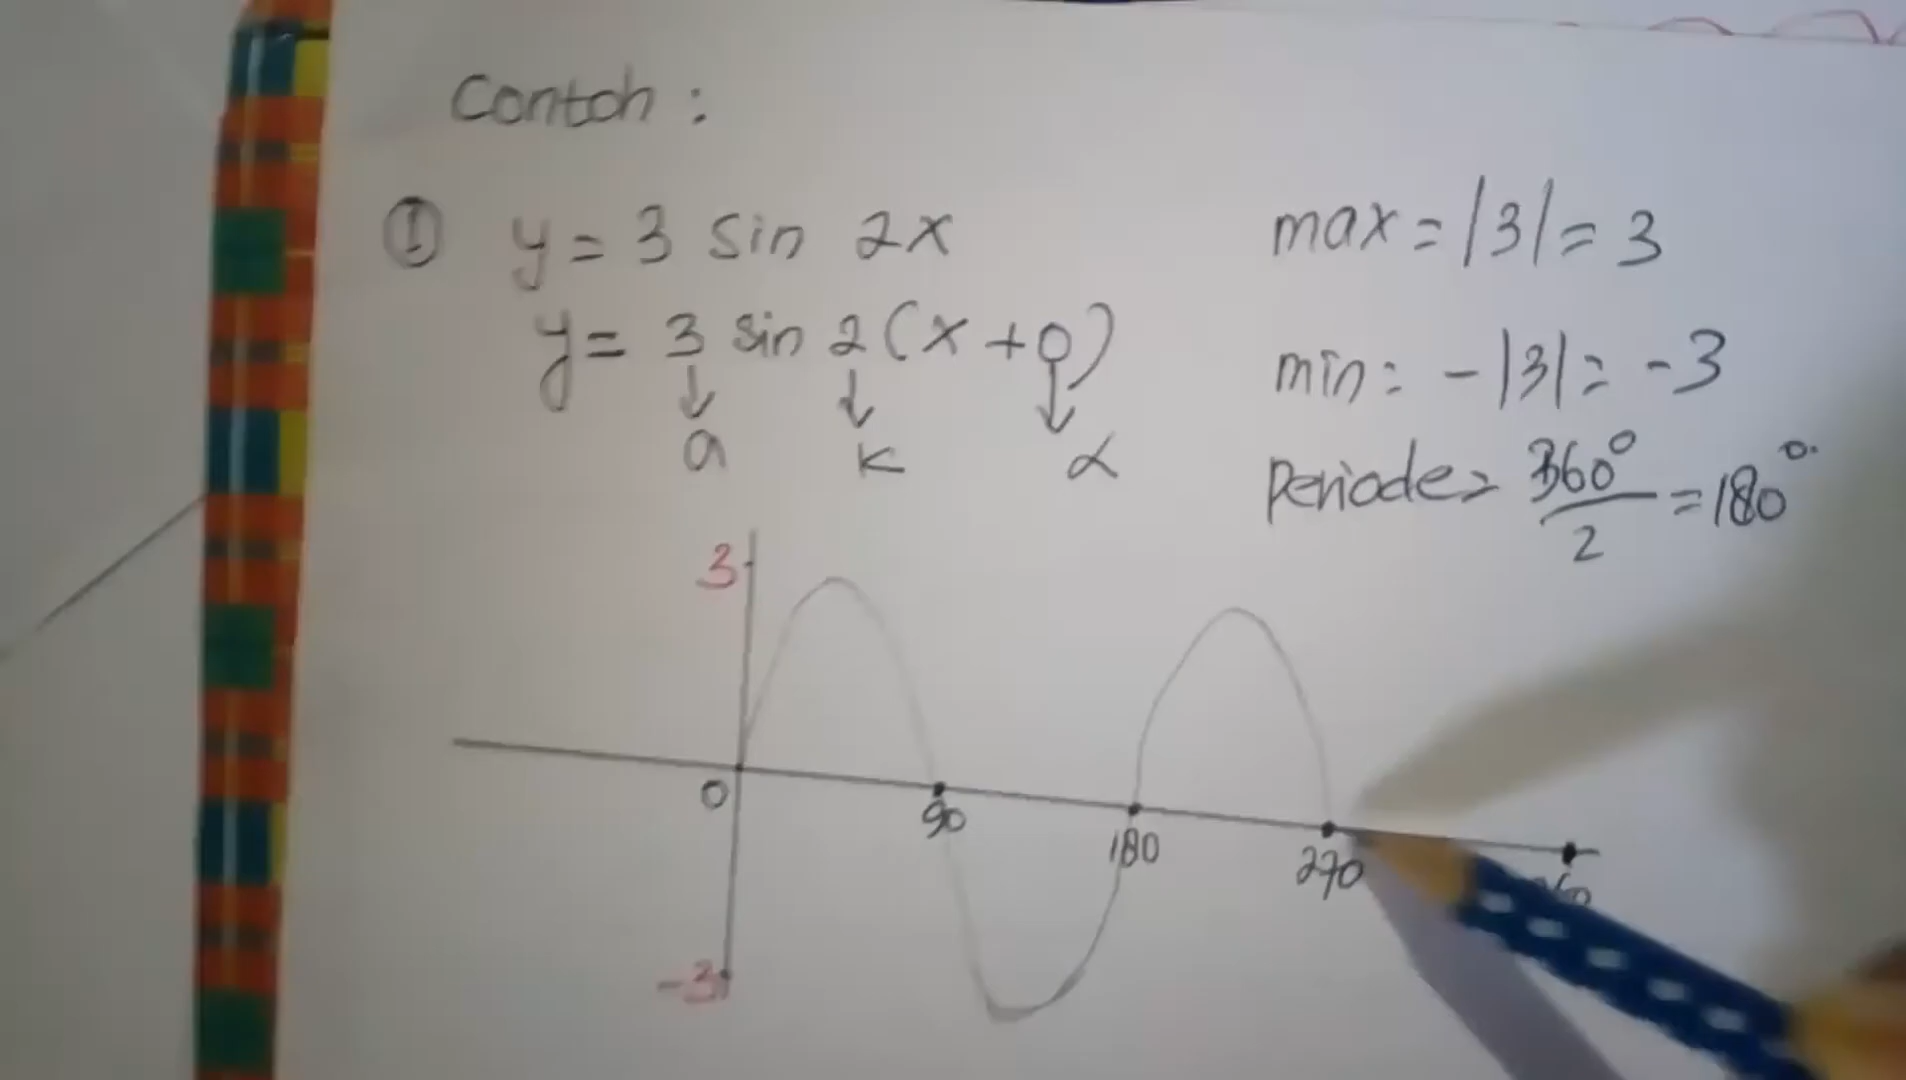 Contoh :
① y = 3 sin 2x
y = 3 sin 2 (x + 0)
↓ ↓ ↓
a k α
max = |3| = 3
min = -|3| = -3
Periode = 360°/2 = 180°
3
0
90
180
270
-3